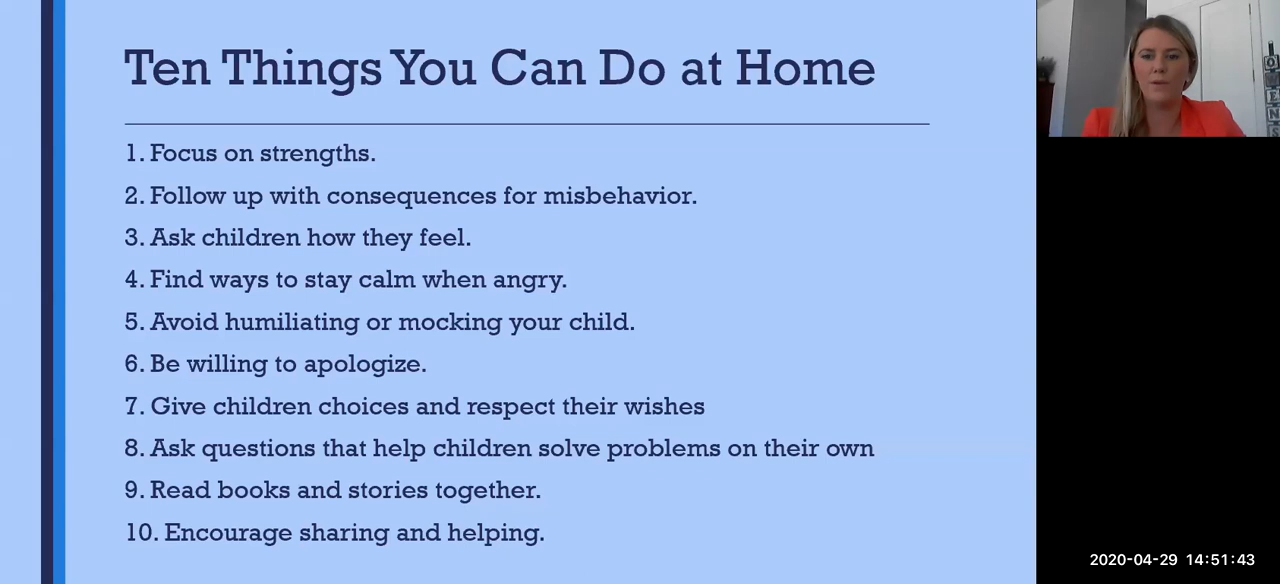 Ten Things You Can Do at Home
1. Focus on strengths.
2. Follow up with consequences for misbehavior.
3. Ask children how they feel.
4. Find ways to stay calm when angry.
5. Avoid humiliating or mocking your child.
6. Be willing to apologize.
7. Give children choices and respect their wishes
8. Ask questions that help children solve problems on their own
9. Read books and stories together.
10. Encourage sharing and helping.
2020-04-29 14:51:43